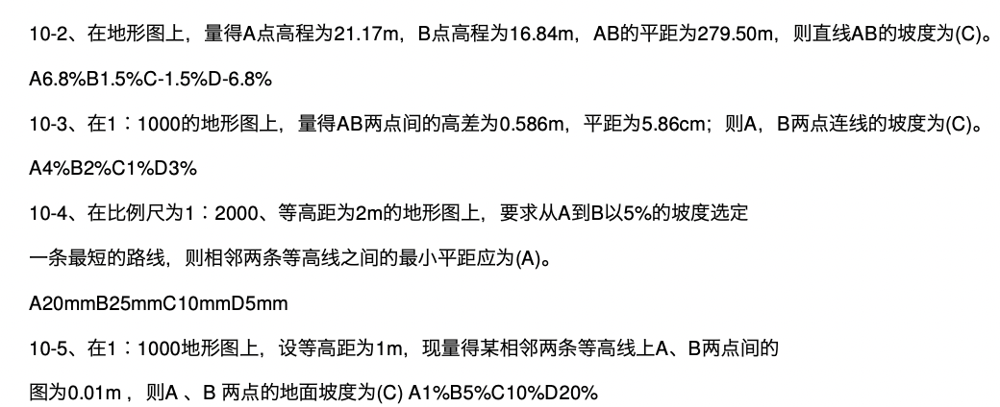 10-2、在地形图上，量得A点高程为21.17m，B点高程为16.84m，AB的平距为279.50m，则直线AB的坡度为(C)。
A6.8%B1.5%C-1.5%D-6.8%
10-3、在1：1000的地形图上，量得AB两点间的高差为0.586m，平距为5.86cm；则A，B两点连线的坡度为(C)。
A4%B2%C1%D3%
10-4、在比例尺为1：2000、等高距为2m的地形图上，要求从A到B以5%的坡度选定
一条最短的路线，则相邻两条等高线之间的最小平距应为(A)。
A20mmB25mmC10mmD5mm
10-5、在1：1000地形图上，设等高距为1m，现量得某相邻两条等高线上A、B两点间的
图为0.01m ，则A 、B 两点的地面坡度为(C) A1%B5%C10%D20%